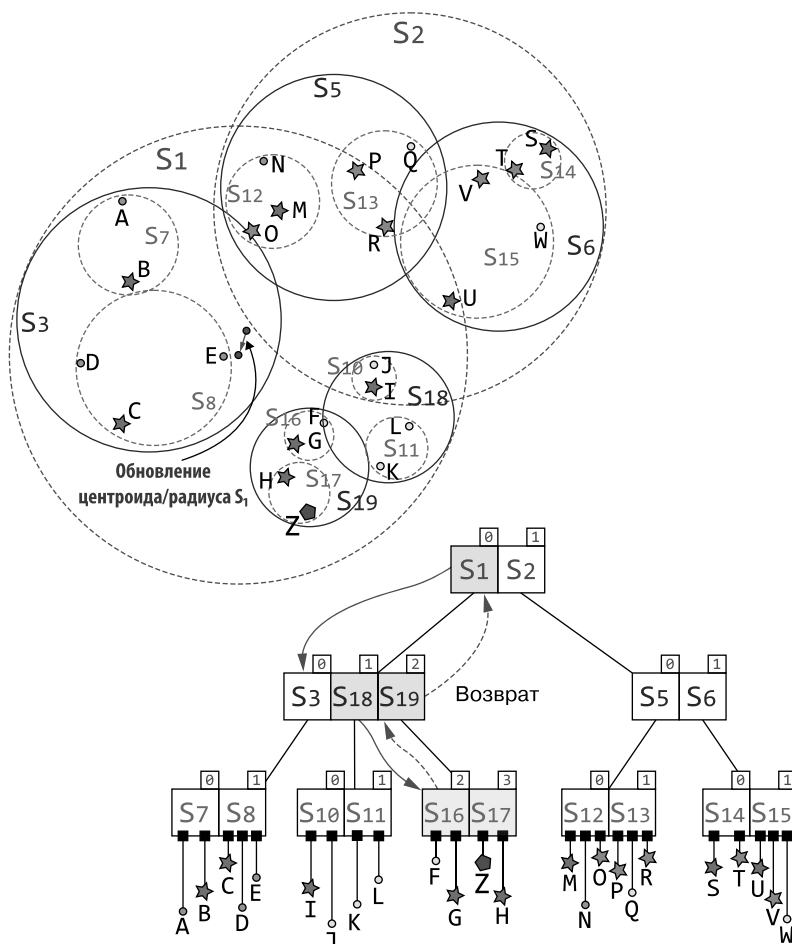 S2
S5
S1
N
P
Q
S
T
S14
S12
S13
V
A
M
O
R
W
S7
S15
S6
B
U
S3
D
E
J
S10
I
S18
S8
C
S16
F
L
G
S11
K
H
S17
S19
Z
Обновление
центроида/радиуса S1
0 1
S1 S2
0 1 2 0 1
S3 S18 S19 Возврат S5 S6
0 1 0 1 2 3 0 1 0 1
S7 S8 S10 S11 S16 S17 S12 S13 S14 S15
A B C D E I J K L F G Z H M N O P Q R S T U V W